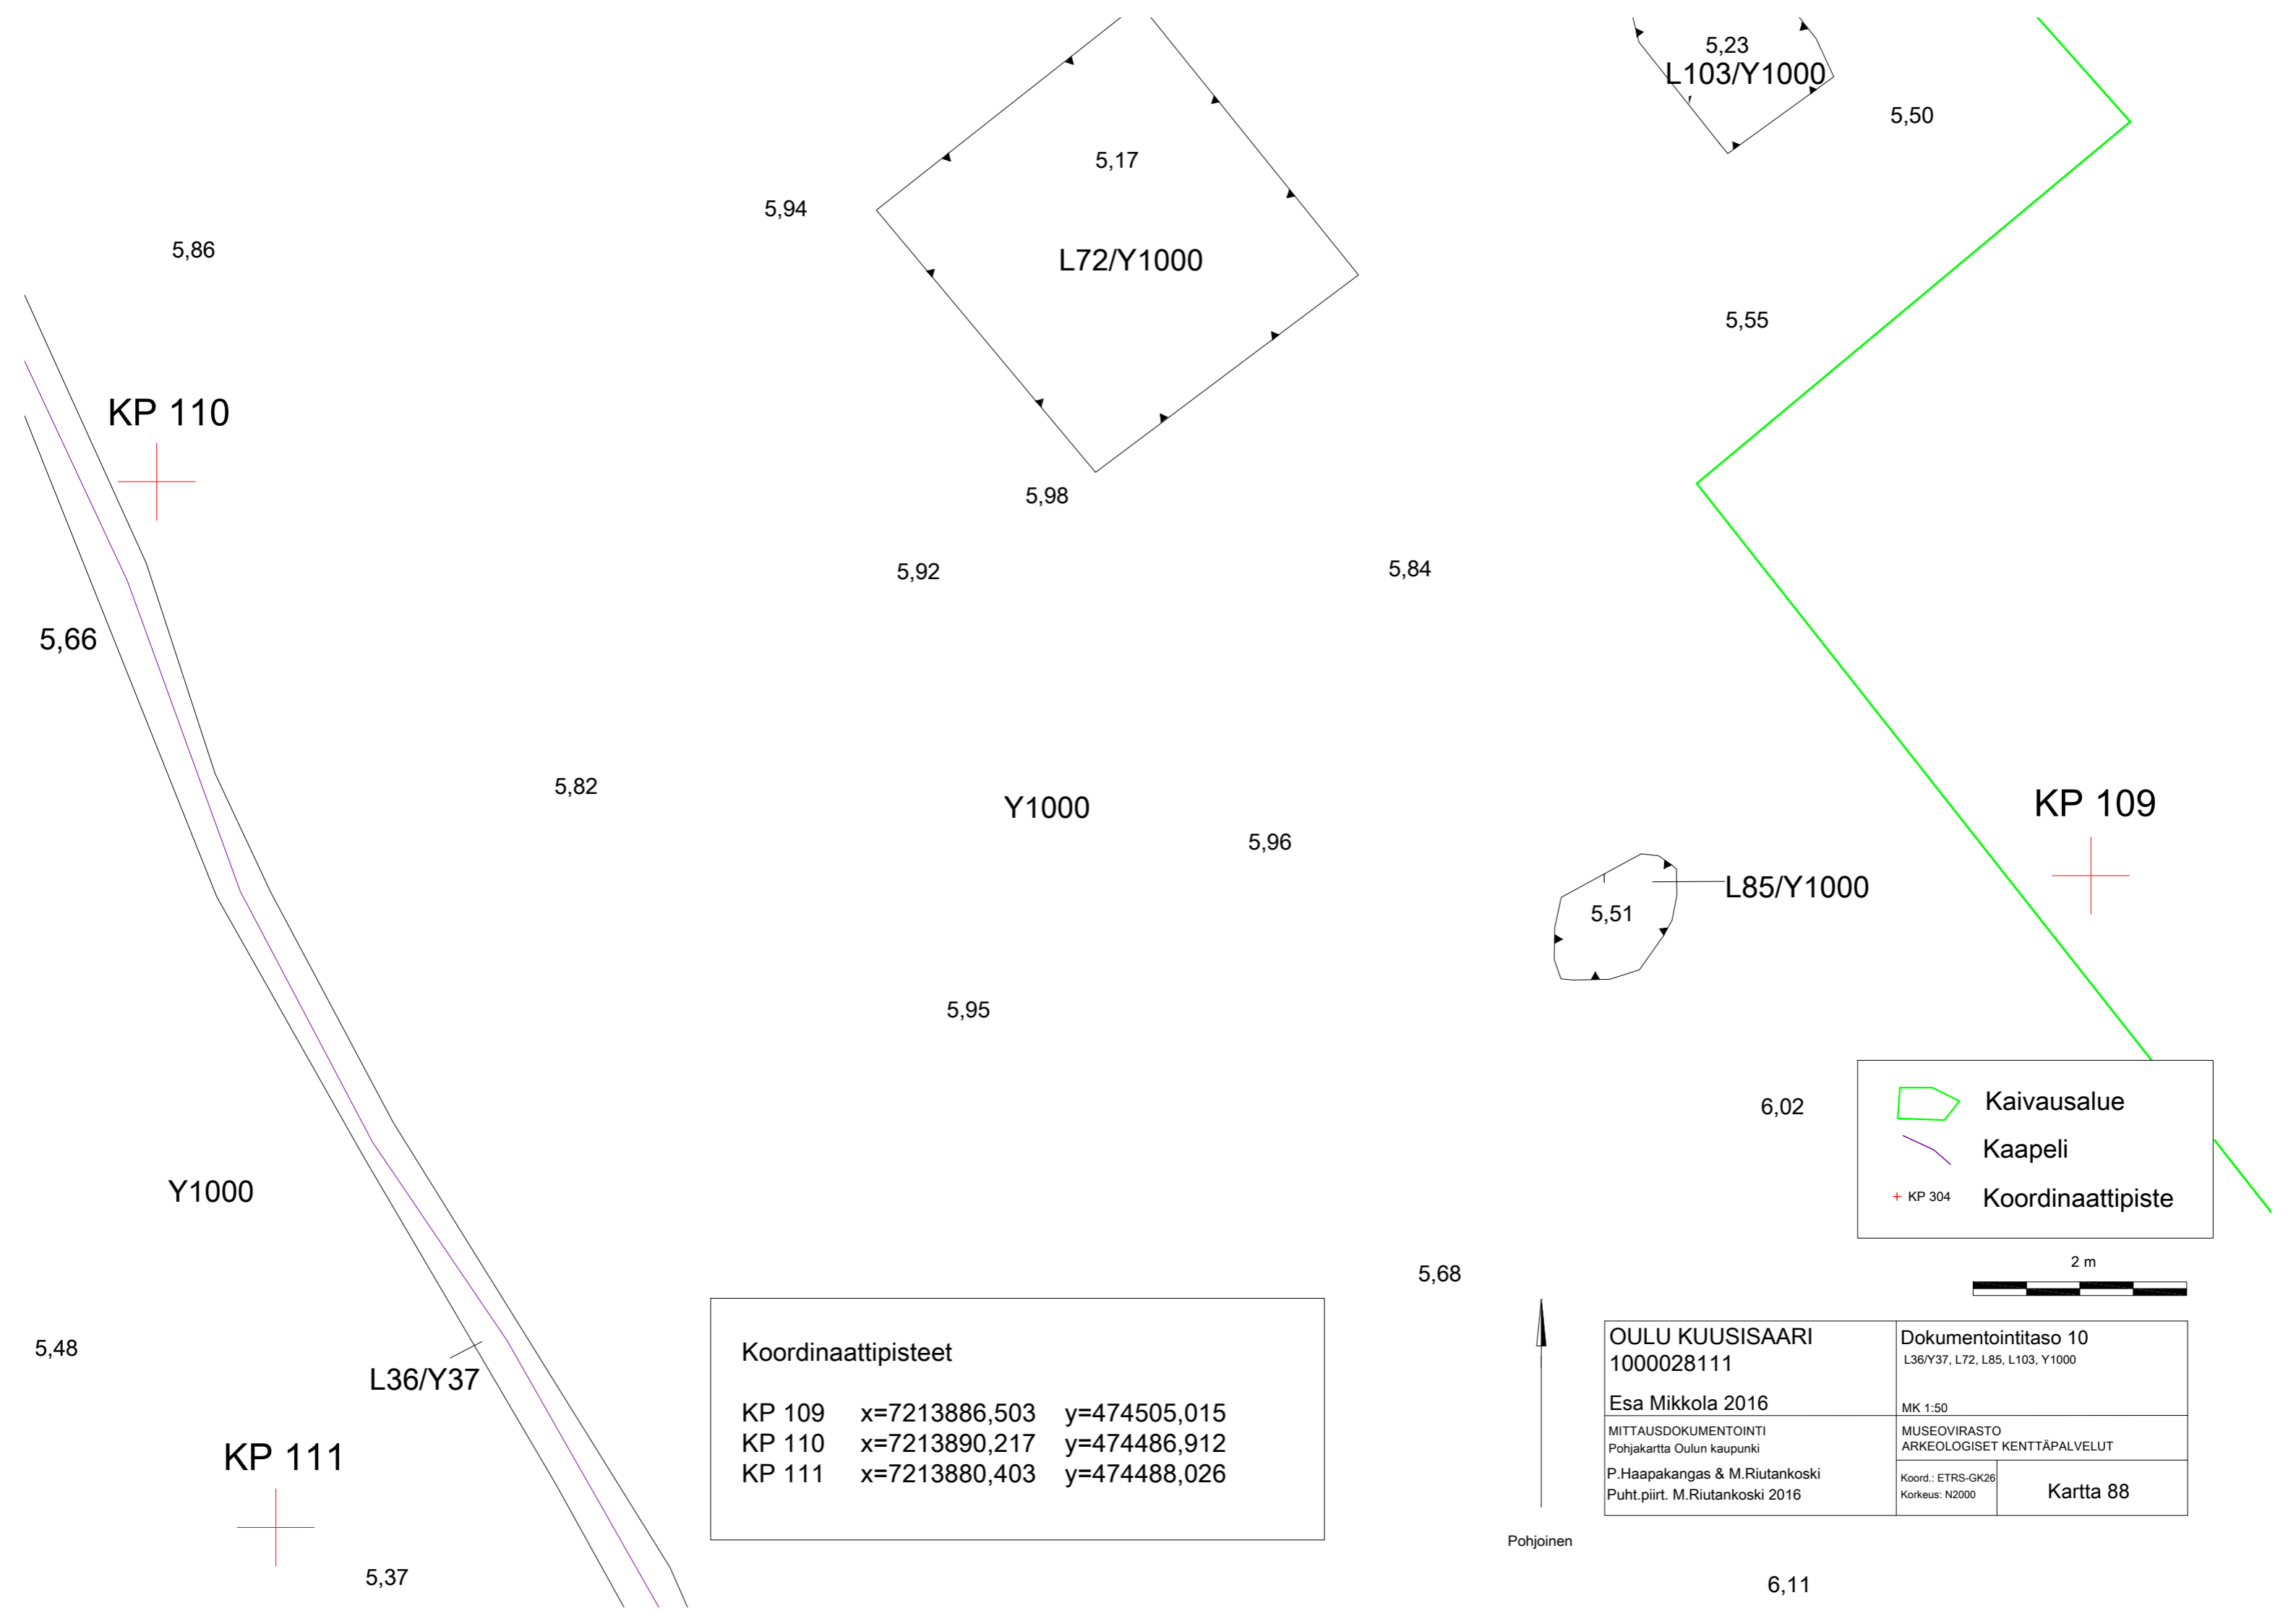 5,23
L103/Y1000
5,50
5,17
5,94
5,86
L72/Y1000
5,55
KP 110
5,98
5,92
5,84
5,66
5,82
Y1000
KP 109
5,96
L85/Y1000
5,51
5,95
6,02
Kaivausalue
Kaapeli
KP 304 Koordinaattipiste
Y1000
2 m
5,68
5,48
L36/Y37
KP 111
5,37
Koordinaattipisteet
KP 109 x=7213886,503 y=474505,015
KP 110 x=7213890,217 y=474486,912
KP 111 x=7213880,403 y=474488,026
Pohjoinen
OULU KUUSISAARI
1000028111
Esa Mikkola 2016
Dokumentointitaso 10
L36/Y37, L72, L85, L103, Y1000
MK 1:50
MITTAUSDOKUMENTOINTI
Pohjakartta Oulun kaupunki
P.Haapakangas & M.Riutankoski
Puht.piirt. M.Riutankoski 2016
MUSEOVIRASTO
ARKEOLOGISET KENTTÄPALVELUT
Koord.: ETRS-GK26
Korkeus: N2000
Kartta 88
6,11